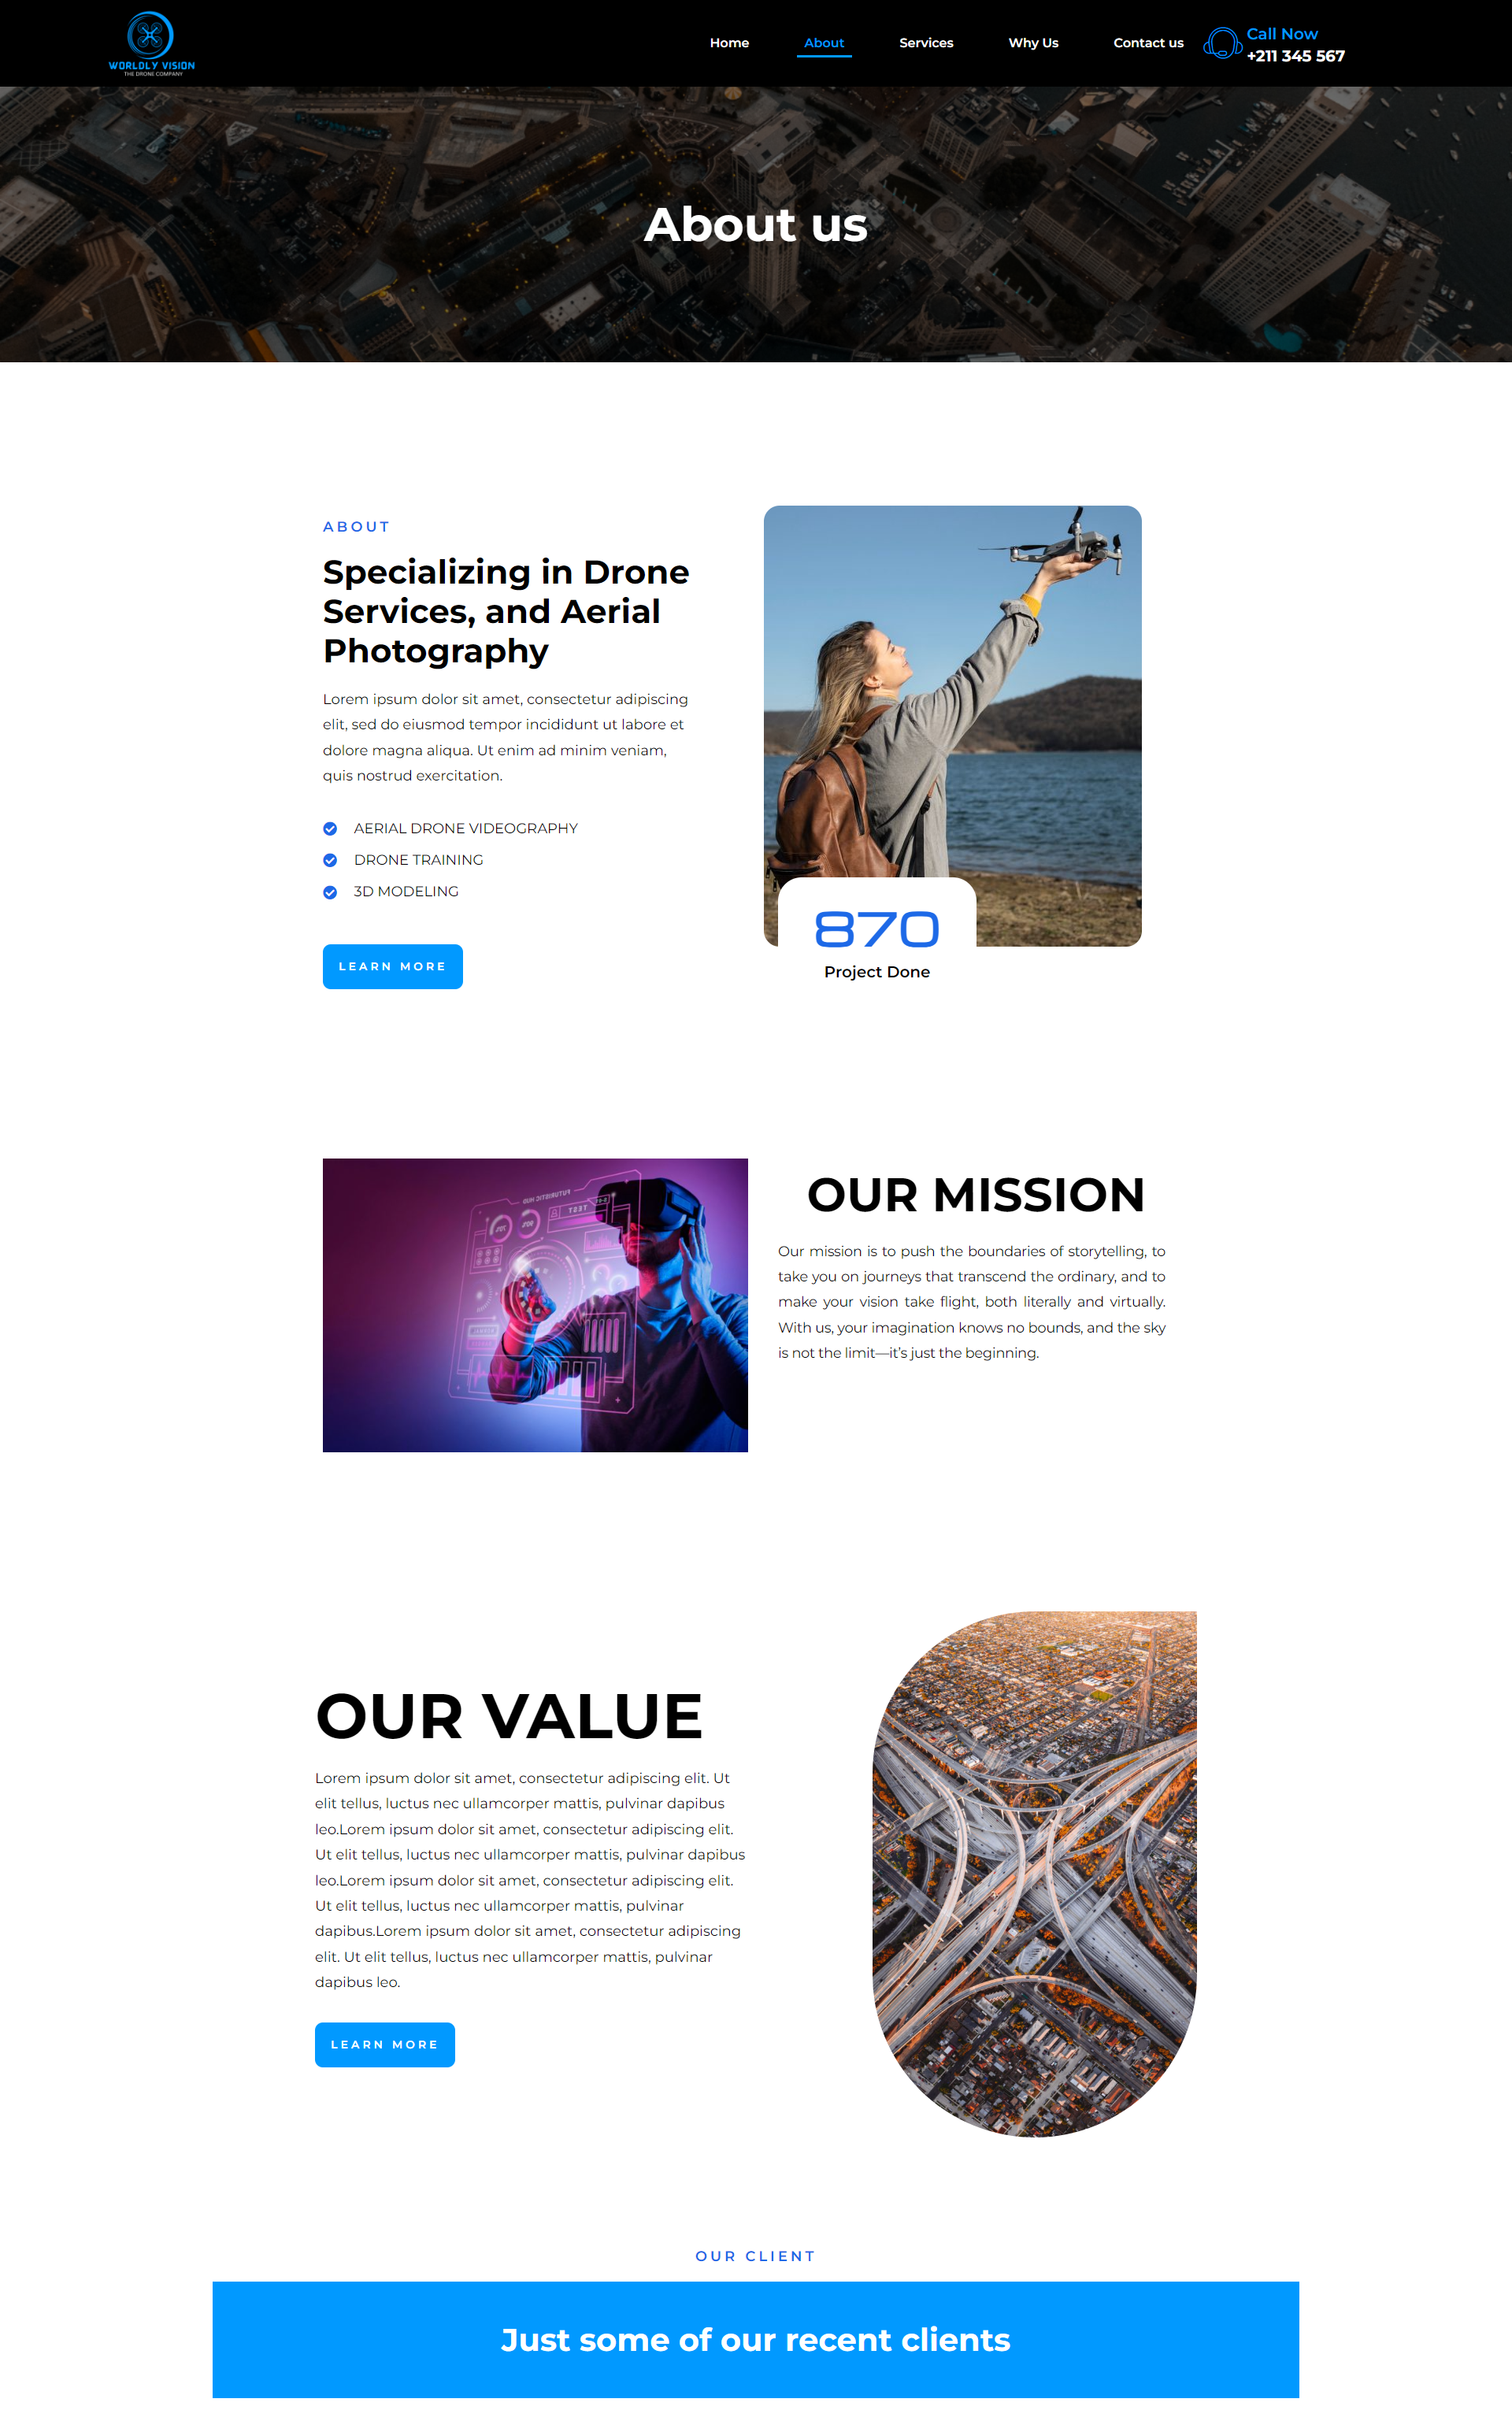 WORLDLY VISION
THE DRONE COMPANY
Home
About
Services
Why Us
Contact us
Call Now
+211 345 567
About us
ABOUT
Specializing in Drone
Services, and Aerial
Photography
Lorem ipsum dolor sit amet, consectetur adipiscing
elit, sed do eiusmod tempor incididunt ut labore et
dolore magna aliqua. Ut enim ad minim veniam,
quis nostrud exercitation.
AERIAL DRONE VIDEOGRAPHY
DRONE TRAINING
3D MODELING
LEARN MORE
870
Project Done
OUR MISSION
Our mission is to push the boundaries of storytelling, to
take you on journeys that transcend the ordinary, and to
make your vision take flight, both literally and virtually.
With us, your imagination knows no bounds, and the sky
is not the limit—it’s just the beginning.
OUR VALUE
Lorem ipsum dolor sit amet, consectetur adipiscing elit. Ut
elit tellus, luctus nec ullamcorper mattis, pulvinar dapibus
leo.Lorem ipsum dolor sit amet, consectetur adipiscing elit.
Ut elit tellus, luctus nec ullamcorper mattis, pulvinar dapibus
leo.Lorem ipsum dolor sit amet, consectetur adipiscing elit.
Ut elit tellus, luctus nec ullamcorper mattis, pulvinar
dapibus.Lorem ipsum dolor sit amet, consectetur adipiscing
elit. Ut elit tellus, luctus nec ullamcorper mattis, pulvinar
dapibus leo.
LEARN MORE
OUR CLIENT
Just some of our recent clients